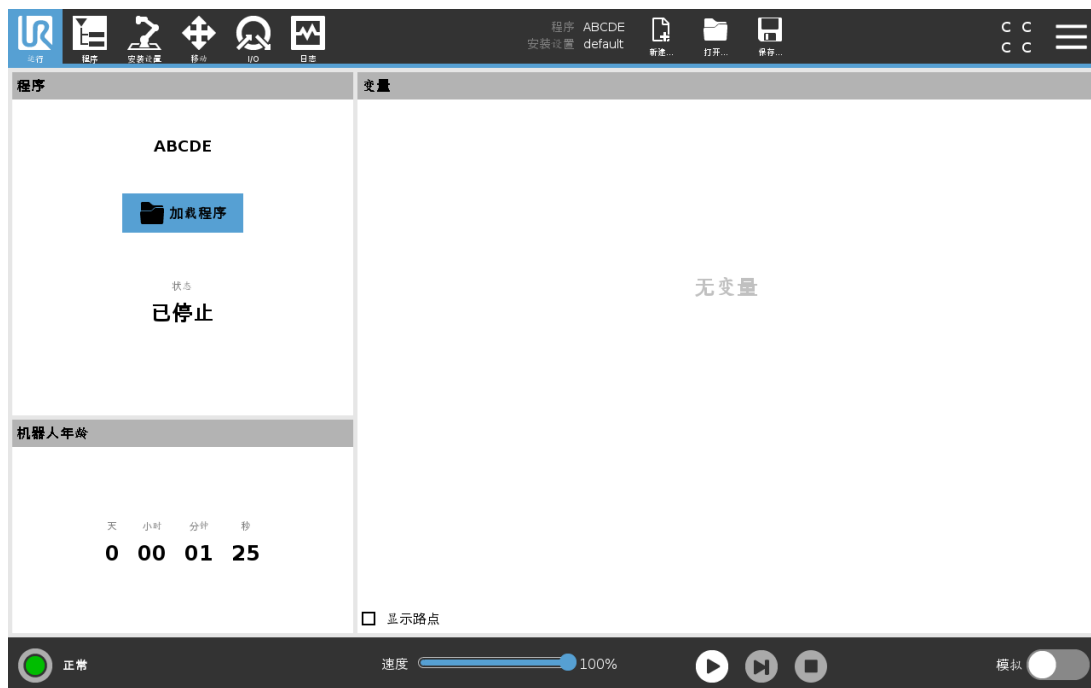 程序 ABCDE
安装设置 default
C C
C C
运行 程序 安装设置 移动 I/O 日志 新建... 打开... 保存...
程序
变量
ABCDE
加载程序
状态
已停止
无变量
机器人年龄
天 小时 分钟 秒
0 00 01 25
显示路点
正常
速度 100%
模拟